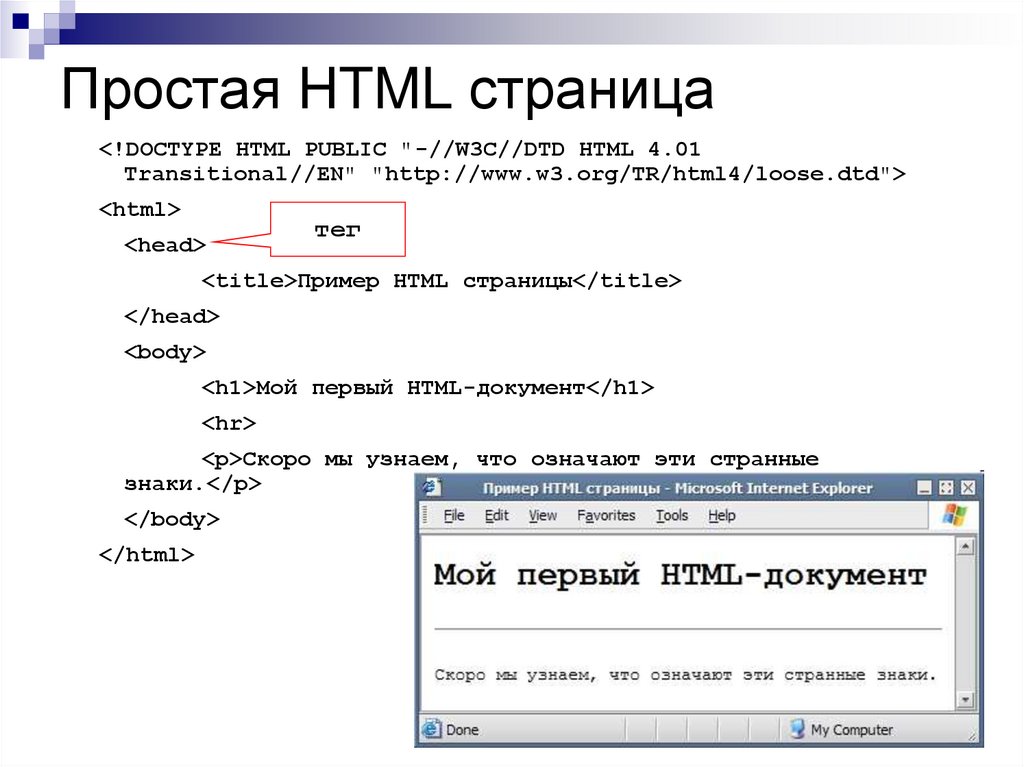 Простая HTML страница
<!DOCTYPE HTML PUBLIC "-//W3C//DTD HTML 4.01
Transitional//EN" "http://www.w3.org/TR/html4/loose.dtd">
<html>
тег
<head>
<title>Пример HTML страницы</title>
</head>
<body>
<h1>Мой первый HTML-документ</h1>
<hr>
<p>Скоро мы узнаем, что означают эти странные
знаки.</p>
</body>
</html>
Пример HTML страницы - Microsoft Internet Explorer
File Edit View Favorites Tools Help
Мой первый HTML-документ
Скоро мы узнаем, что означают эти странные знаки.
Done My Computer